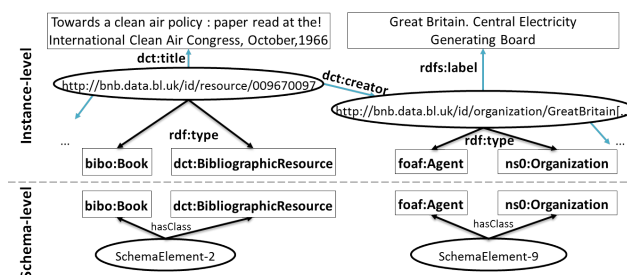 Towards a clean air policy : paper read at the!
International Clean Air Congress, October,1966
Great Britain. Central Electricity
Generating Board
dct:title
rdfs:label
dct:creator
http://bnb.data.bl.uk/id/resource/009670097
http://bnb.data.bl.uk/id/organization/GreatBritain[...
Instance-level
rdf:type
rdf:type
...
...
bibo:Book
dct:BibliographicResource
foaf:Agent
ns0:Organization
Schema-level
bibo:Book
dct:BibliographicResource
foaf:Agent
ns0:Organization
hasClass
hasClass
SchemaElement-2
SchemaElement-9